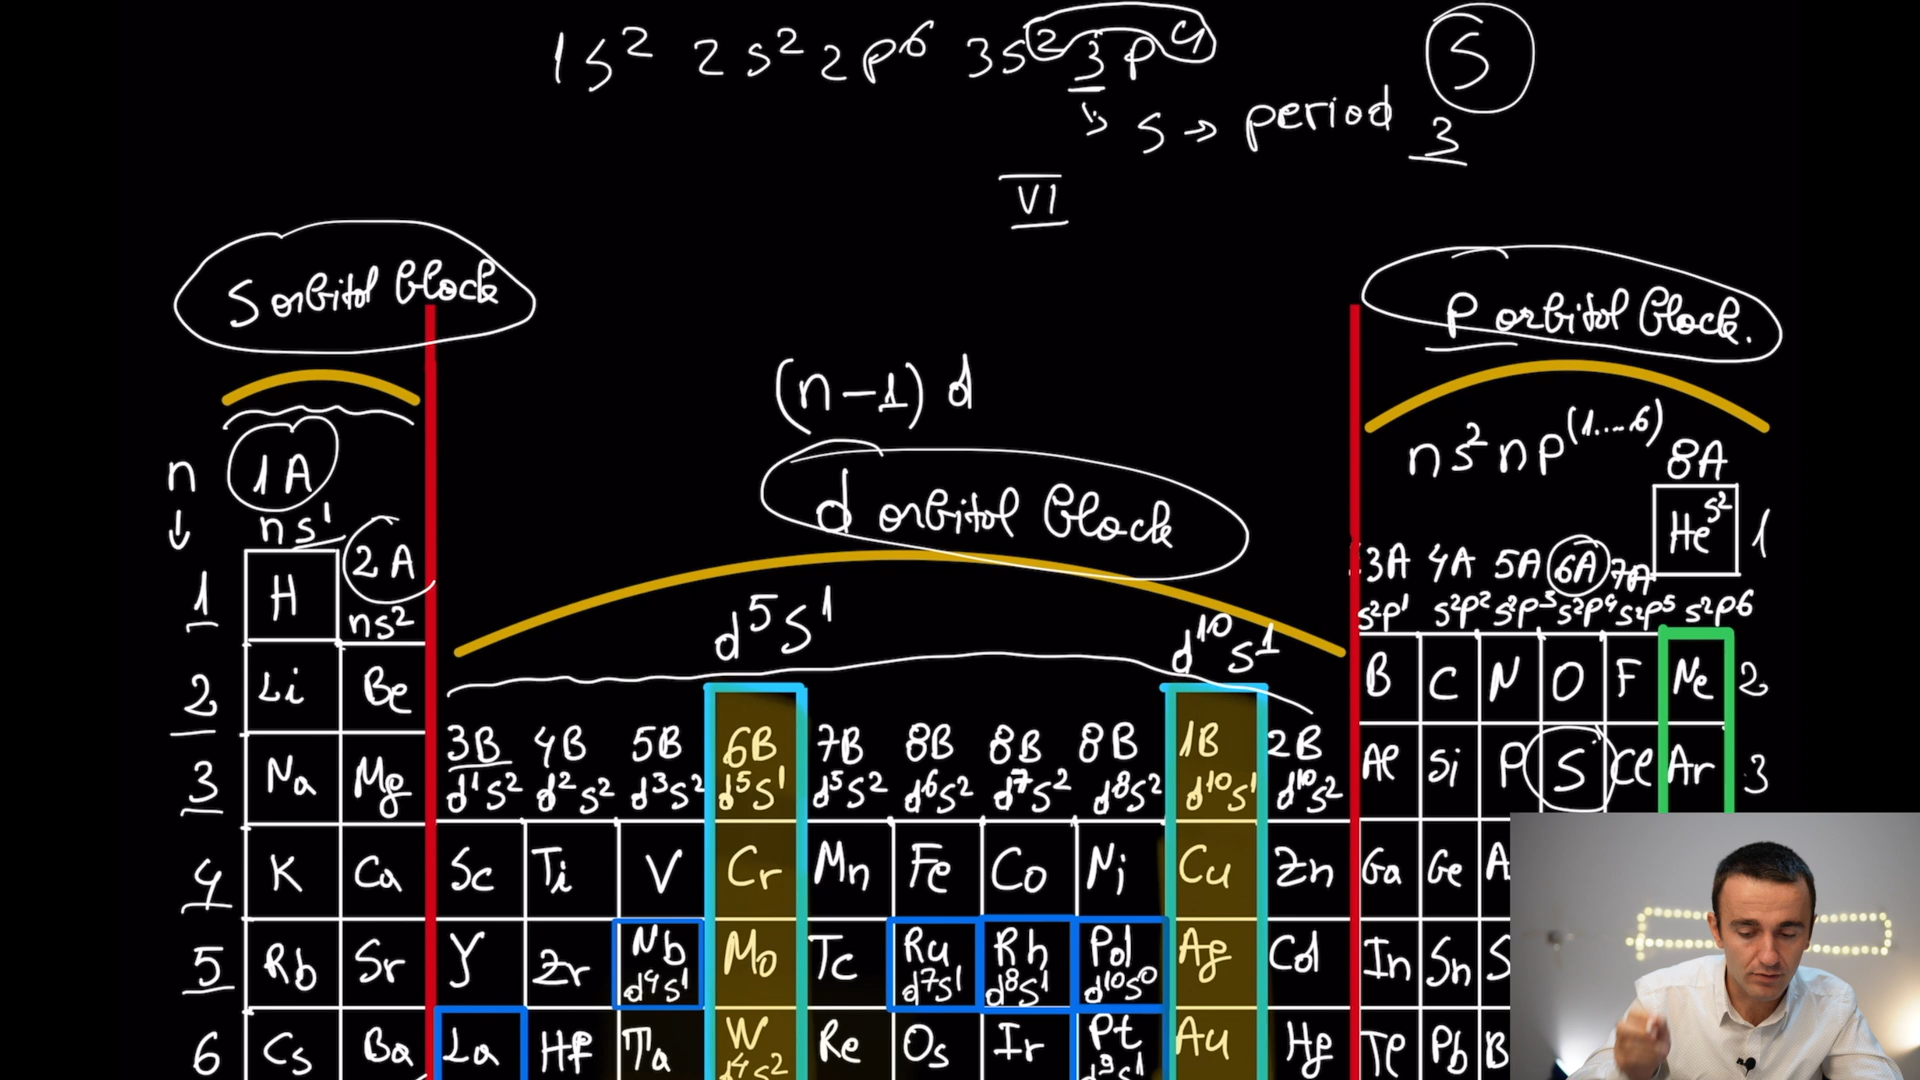 1s² 2s² 2p⁶ 3s² 3p⁴ S
S → period 3
VI
S orbital block
p orbital block.
(n-1) d
d orbital block
n 1A
ns¹
2A
ns²
ns² np⁽¹·····⁶⁾ 8A
He s² 1
3A 4A 5A 6A 7A
s²p¹ s²p² s²p³ s²p⁴ s²p⁵ s²p⁶
d⁵s¹ d¹⁰s¹
1 H
2 Li Be B C N O F Ne 2
3B 4B 5B 6B 7B 8B 8B 8B 1B 2B
d¹s² d²s² d³s² d⁵s¹ d⁵s² d⁶s² d⁷s² d⁸s² d¹⁰s¹ d¹⁰s²
3 Na Mg Al Si P S Cl Ar 3
4 K Ca Sc Ti V Cr Mn Fe Co Ni Cu Zn Ga Ge A
5 Rb Sr Y Zr Nb Mo Tc Ru Rh Pd Ag Cd In Sn S
d⁴s¹ d⁷s¹ d⁸s¹ d¹⁰s⁰
6 Cs Ba La Hf Ta W Re Os Ir Pt Au Hg Tl Pb B
d⁴s² d⁹s¹